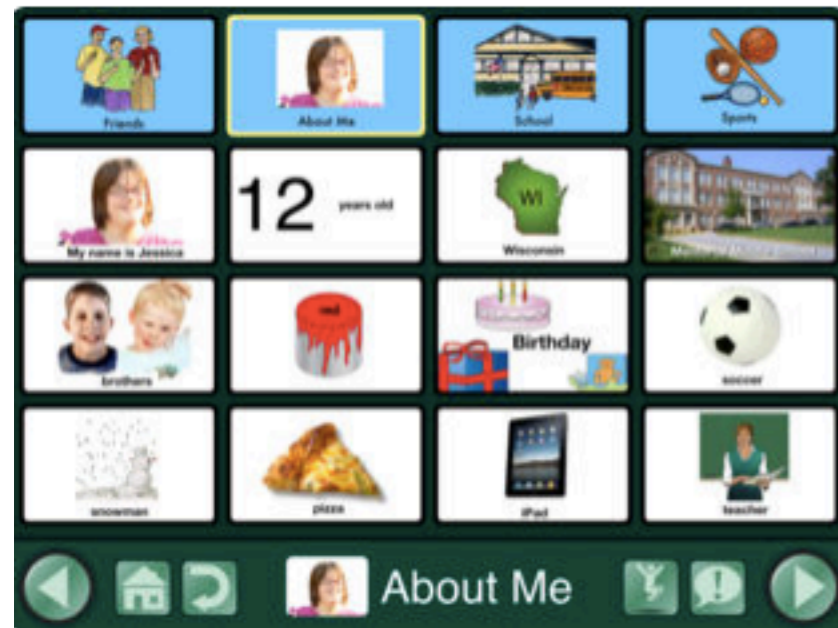 Friends
About Me
School
Sports
My name is Jessica
12 years old
WI
Wisconsin
brothers
red
Birthday
soccer
snowman
pizza
iPad
teacher
About Me